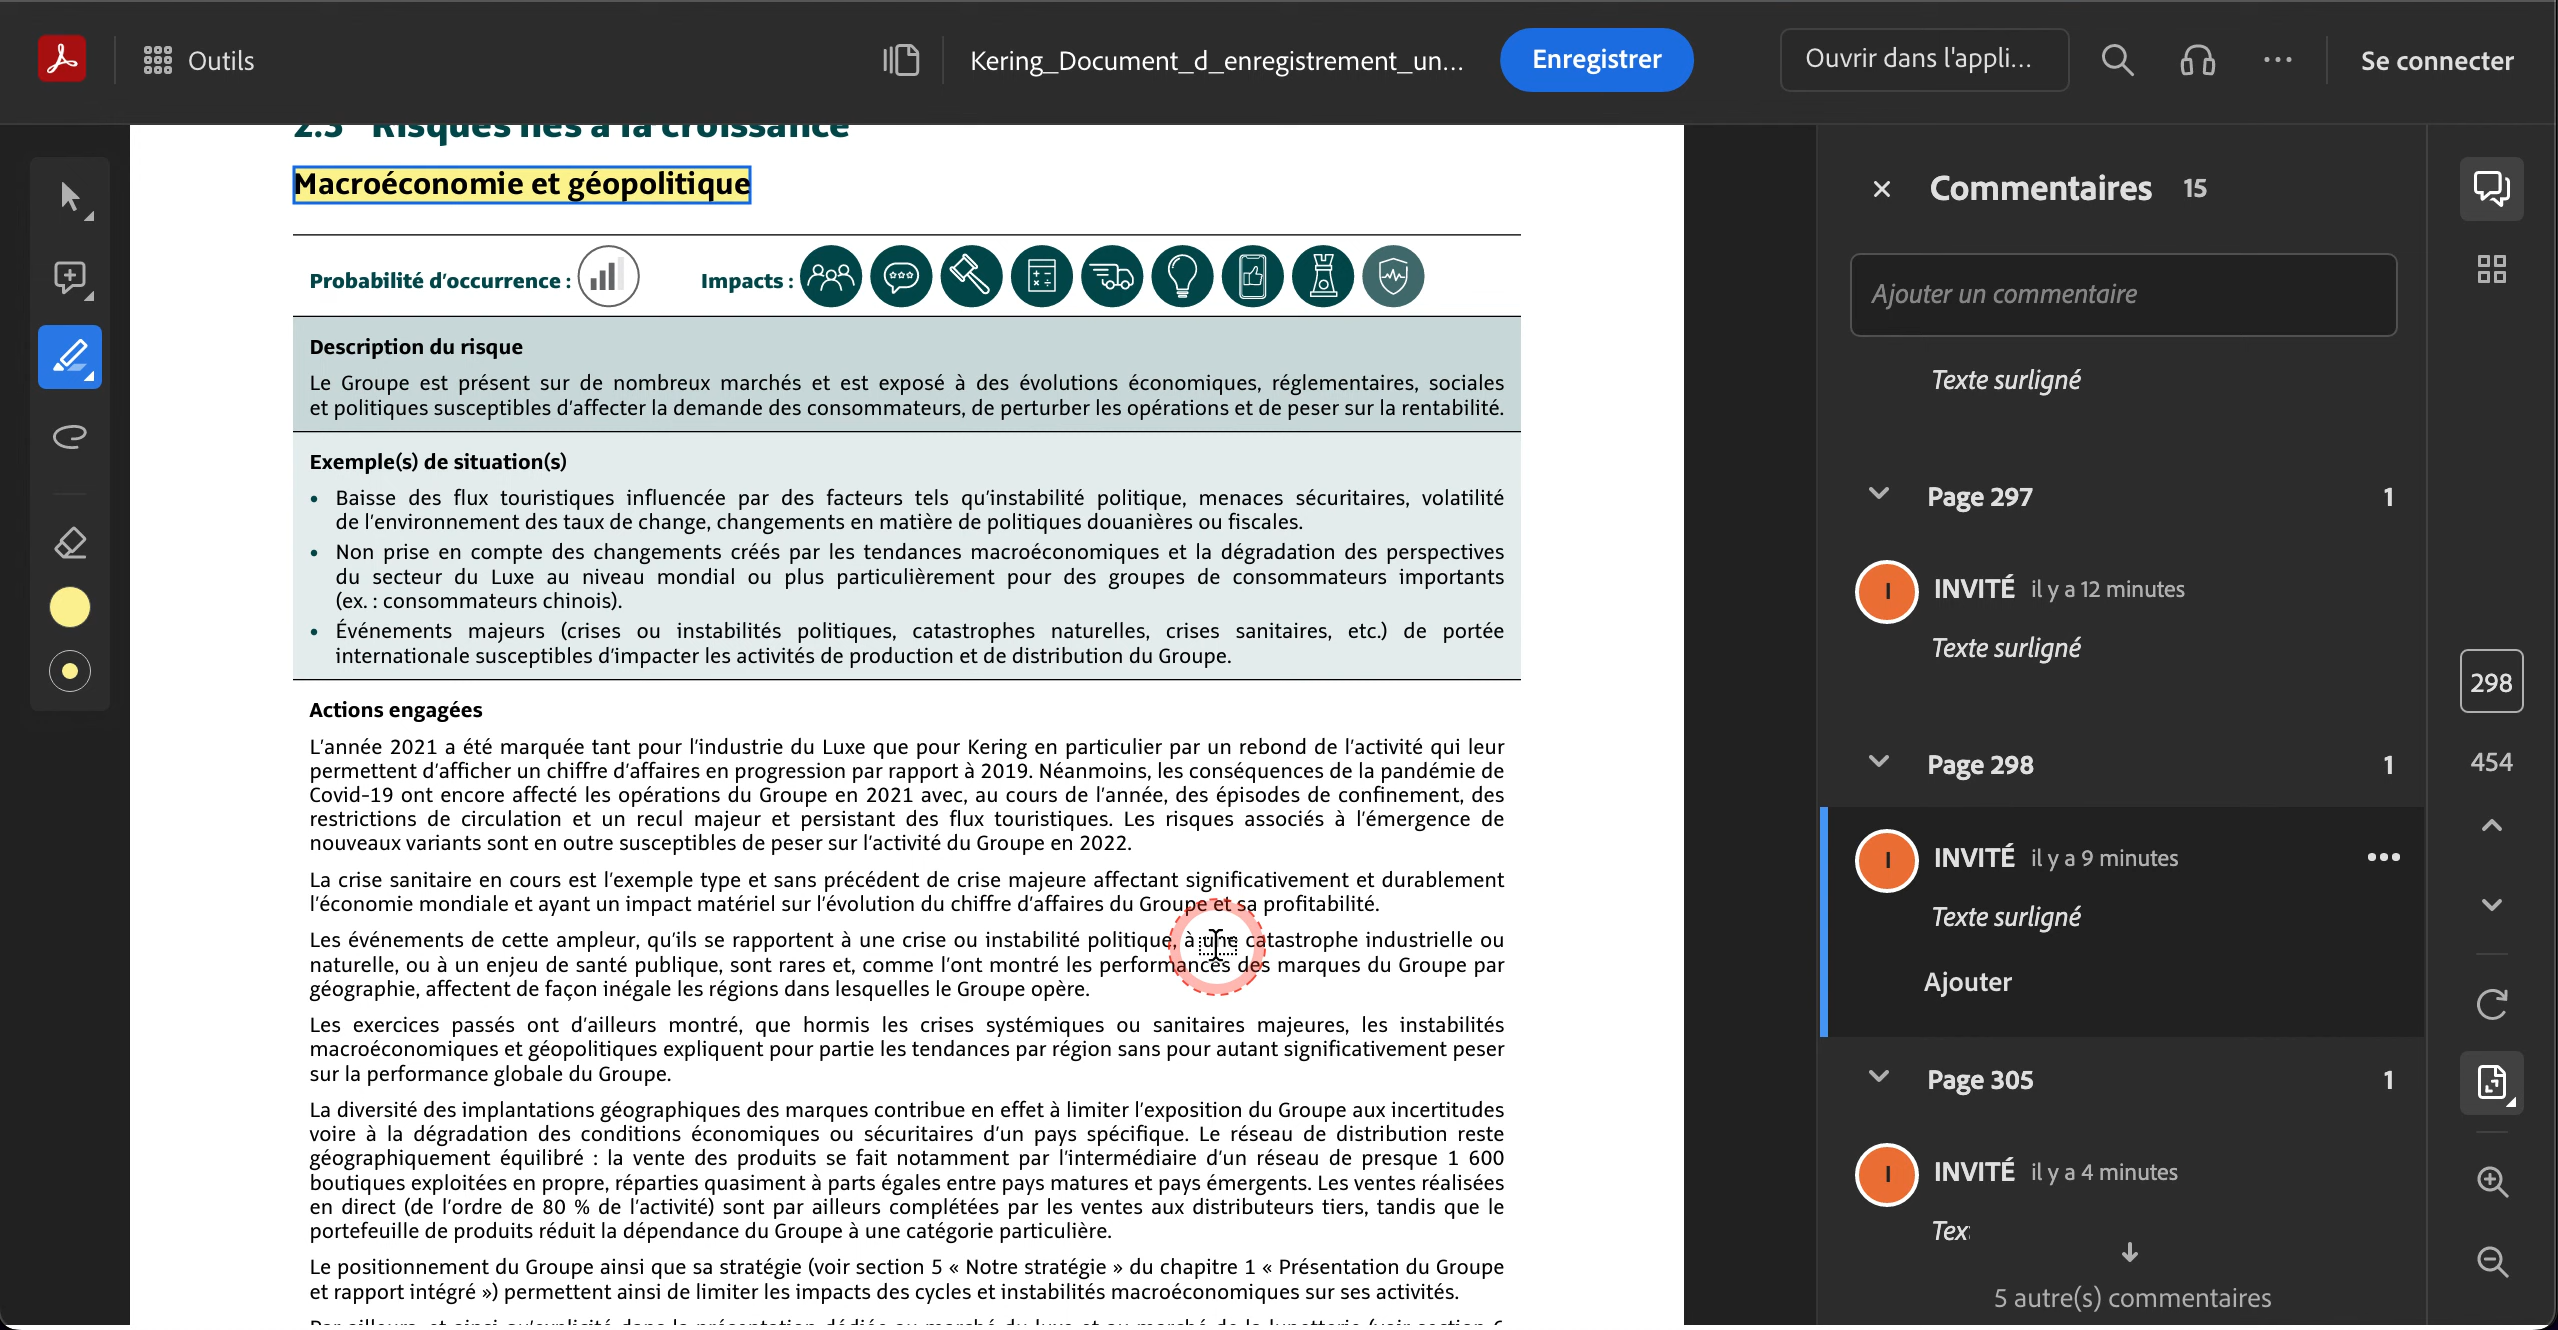 Outils
Kering_Document_d_enregistrement_un...
Enregistrer
Ouvrir dans l'appli...
Se connecter
2.3 Risques liés à la croissance
Macroéconomie et géopolitique
Probabilité d'occurrence :
Impacts :
Description du risque
Le Groupe est présent sur de nombreux marchés et est exposé à des évolutions économiques, réglementaires, sociales
et politiques susceptibles d'affecter la demande des consommateurs, de perturber les opérations et de peser sur la rentabilité.
Exemple(s) de situation(s)
• Baisse des flux touristiques influencée par des facteurs tels qu'instabilité politique, menaces sécuritaires, volatilité
de l'environnement des taux de change, changements en matière de politiques douanières ou fiscales.
• Non prise en compte des changements créés par les tendances macroéconomiques et la dégradation des perspectives
du secteur du Luxe au niveau mondial ou plus particulièrement pour des groupes de consommateurs importants
(ex. : consommateurs chinois).
• Événements majeurs (crises ou instabilités politiques, catastrophes naturelles, crises sanitaires, etc.) de portée
internationale susceptibles d'impacter les activités de production et de distribution du Groupe.
Actions engagées
L'année 2021 a été marquée tant pour l'industrie du Luxe que pour Kering en particulier par un rebond de l'activité qui leur
permettent d'afficher un chiffre d'affaires en progression par rapport à 2019. Néanmoins, les conséquences de la pandémie de
Covid-19 ont encore affecté les opérations du Groupe en 2021 avec, au cours de l'année, des épisodes de confinement, des
restrictions de circulation et un recul majeur et persistant des flux touristiques. Les risques associés à l'émergence de
nouveaux variants sont en outre susceptibles de peser sur l'activité du Groupe en 2022.
La crise sanitaire en cours est l'exemple type et sans précédent de crise majeure affectant significativement et durablement
l'économie mondiale et ayant un impact matériel sur l'évolution du chiffre d'affaires du Groupe et sa profitabilité.
Les événements de cette ampleur, qu'ils se rapportent à une crise ou instabilité politique, à une catastrophe industrielle ou
naturelle, ou à un enjeu de santé publique, sont rares et, comme l'ont montré les performances des marques du Groupe par
géographie, affectent de façon inégale les régions dans lesquelles le Groupe opère.
Les exercices passés ont d'ailleurs montré, que hormis les crises systémiques ou sanitaires majeures, les instabilités
macroéconomiques et géopolitiques expliquent pour partie les tendances par région sans pour autant significativement peser
sur la performance globale du Groupe.
La diversité des implantations géographiques des marques contribue en effet à limiter l'exposition du Groupe aux incertitudes
voire à la dégradation des conditions économiques ou sécuritaires d'un pays spécifique. Le réseau de distribution reste
géographiquement équilibré : la vente des produits se fait notamment par l'intermédiaire d'un réseau de presque 1 600
boutiques exploitées en propre, réparties quasiment à parts égales entre pays matures et pays émergents. Les ventes réalisées
en direct (de l'ordre de 80 % de l'activité) sont par ailleurs complétées par les ventes aux distributeurs tiers, tandis que le
portefeuille de produits réduit la dépendance du Groupe à une catégorie particulière.
Le positionnement du Groupe ainsi que sa stratégie (voir section 5 « Notre stratégie » du chapitre 1 « Présentation du Groupe
et rapport intégré ») permettent ainsi de limiter les impacts des cycles et instabilités macroéconomiques sur ses activités.
Commentaires 15
Ajouter un commentaire
Texte surligné
Page 297 1
I INVITÉ il y a 12 minutes
Texte surligné
Page 298 1
I INVITÉ il y a 9 minutes
Texte surligné
Ajouter
Page 305 1
I INVITÉ il y a 4 minutes
5 autre(s) commentaires
298
454